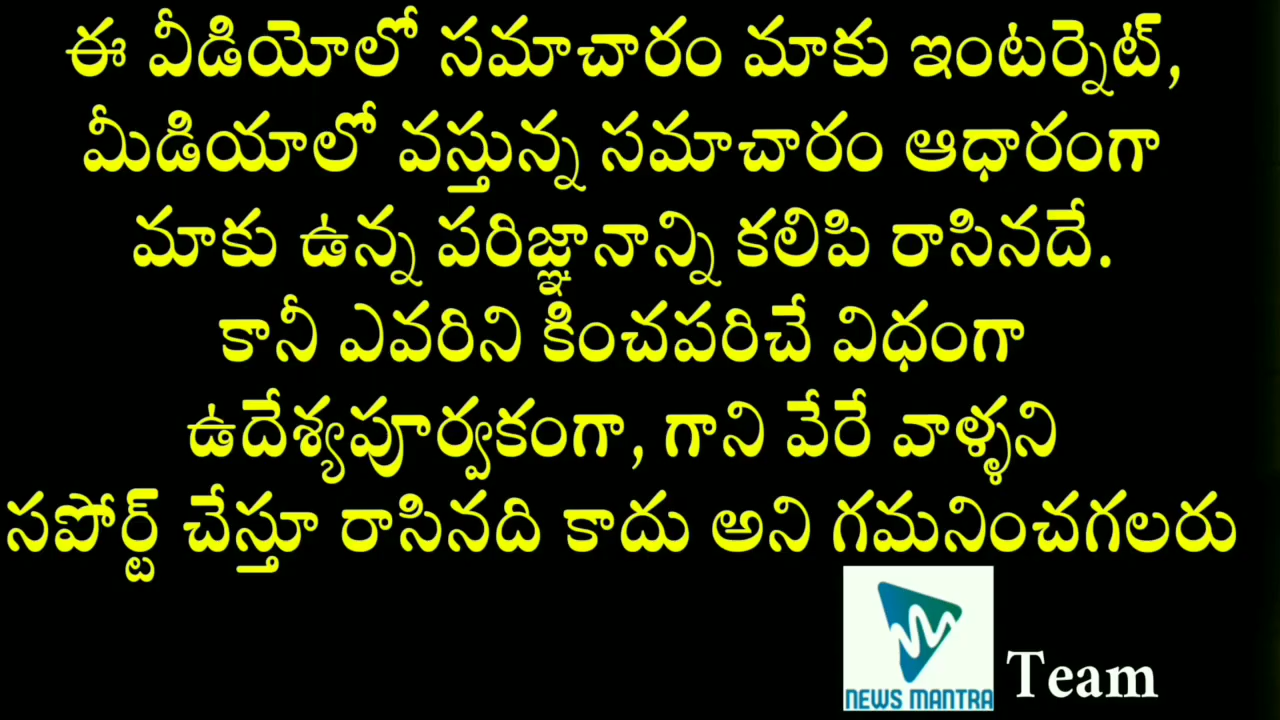 ఈ వీడియోలో సమాచారం మాకు ఇంటర్నెట్,
మీడియాలో వస్తున్న సమాచారం ఆధారంగా
మాకు ఉన్న పరిజ్ఞానాన్ని కలిపి రాసినదే.
కానీ ఎవరిని కించపరిచే విధంగా
ఉదేశ్యపూర్వకంగా, గాని వేరే వాళ్ళని
సపోర్ట్ చేస్తూ రాసినది కాదు అని గమనించగలరు
NEWS MANTRA Team